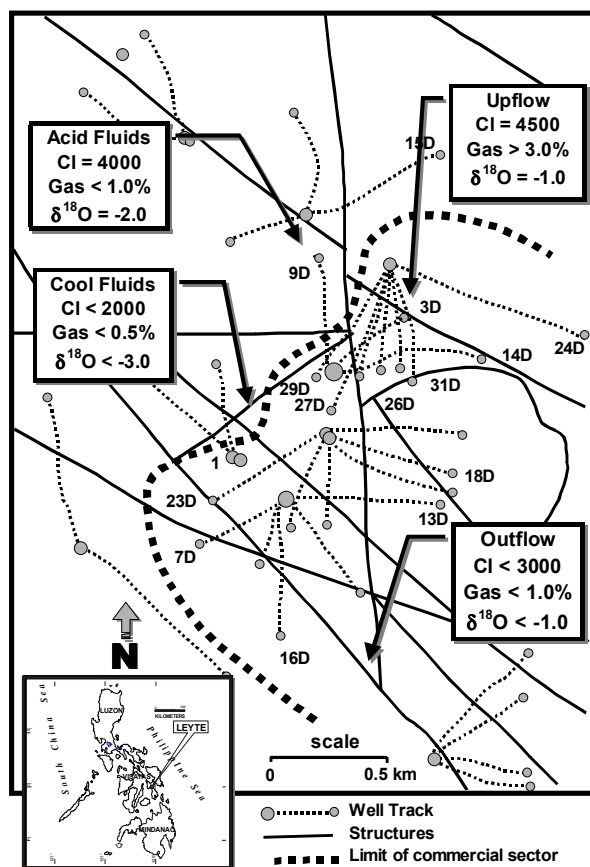 Upflow
Cl = 4500
Gas > 3.0%
δ¹⁸O = -1.0
Acid Fluids
Cl = 4000
Gas < 1.0%
δ¹⁸O = -2.0
15D
9D
Cool Fluids
Cl < 2000
Gas < 0.5%
δ¹⁸O < -3.0
3D
24D
14D
29D
31D
27D
26D
1
18D
23D
13D
7D
Outflow
Cl < 3000
Gas < 1.0%
δ¹⁸O < -1.0
N
16D
South China Sea
LUZON
KILOMETERS
LEYTE
Philippine Sea
VISAYAS
MINDANAO
scale
0 0.5 km
Well Track
Structures
Limit of commercial sector